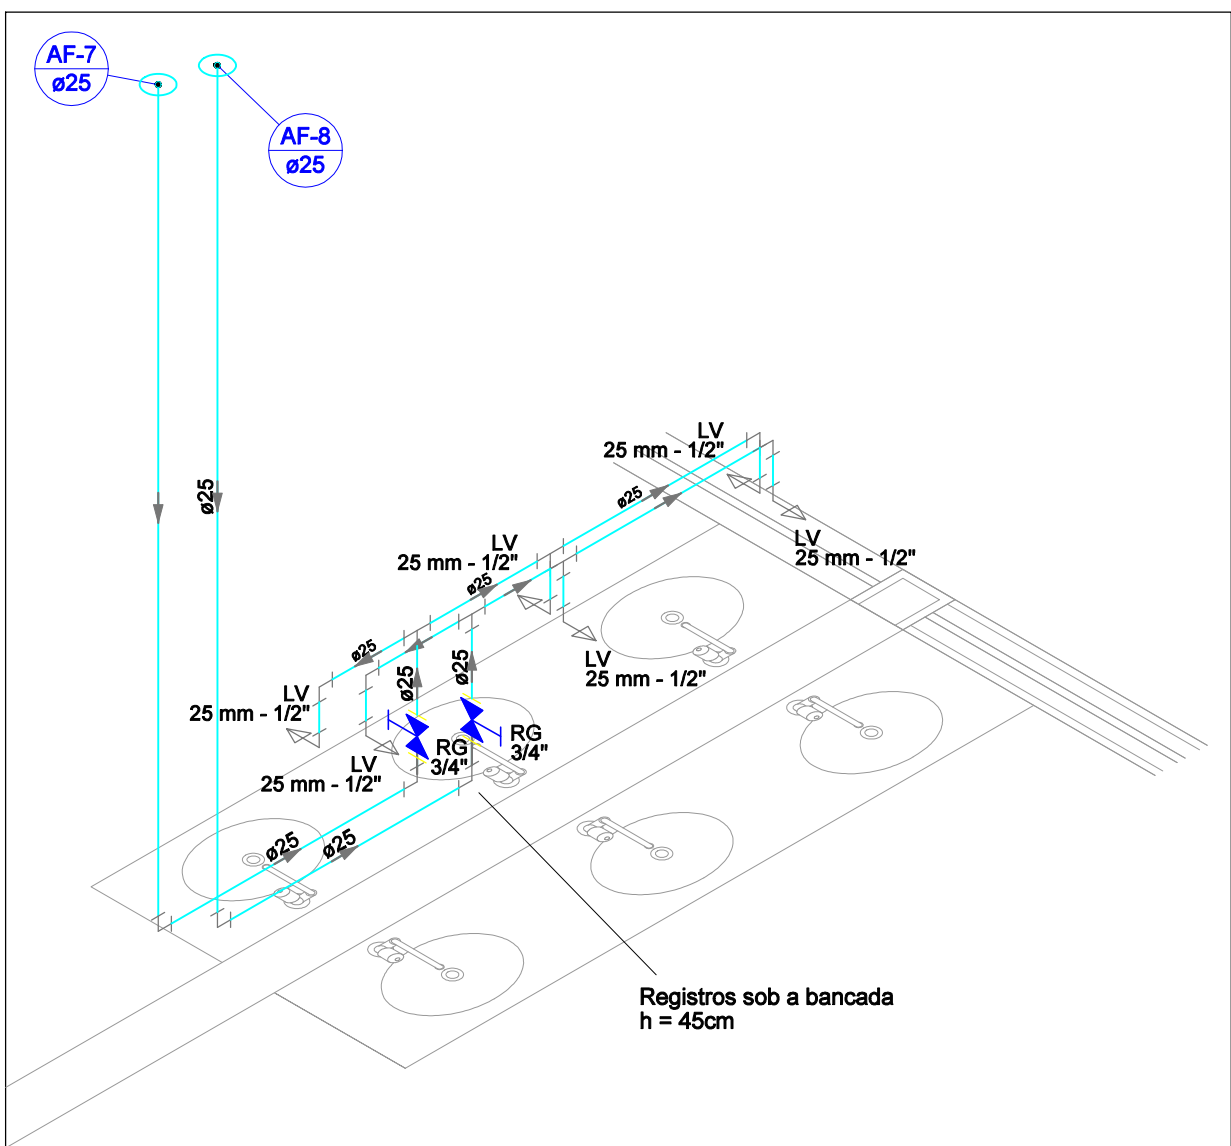 AF-7
ø25
AF-8
ø25
ø25
LV
25 mm - 1/2"
ø25
LV
25 mm - 1/2"
LV
25 mm - 1/2"
ø25
ø25
LV
25 mm - 1/2"
ø25
ø25
LV
25 mm - 1/2"
RG
3/4"
RG
3/4"
LV
25 mm - 1/2"
ø25
ø25
Registros sob a bancada
h = 45cm